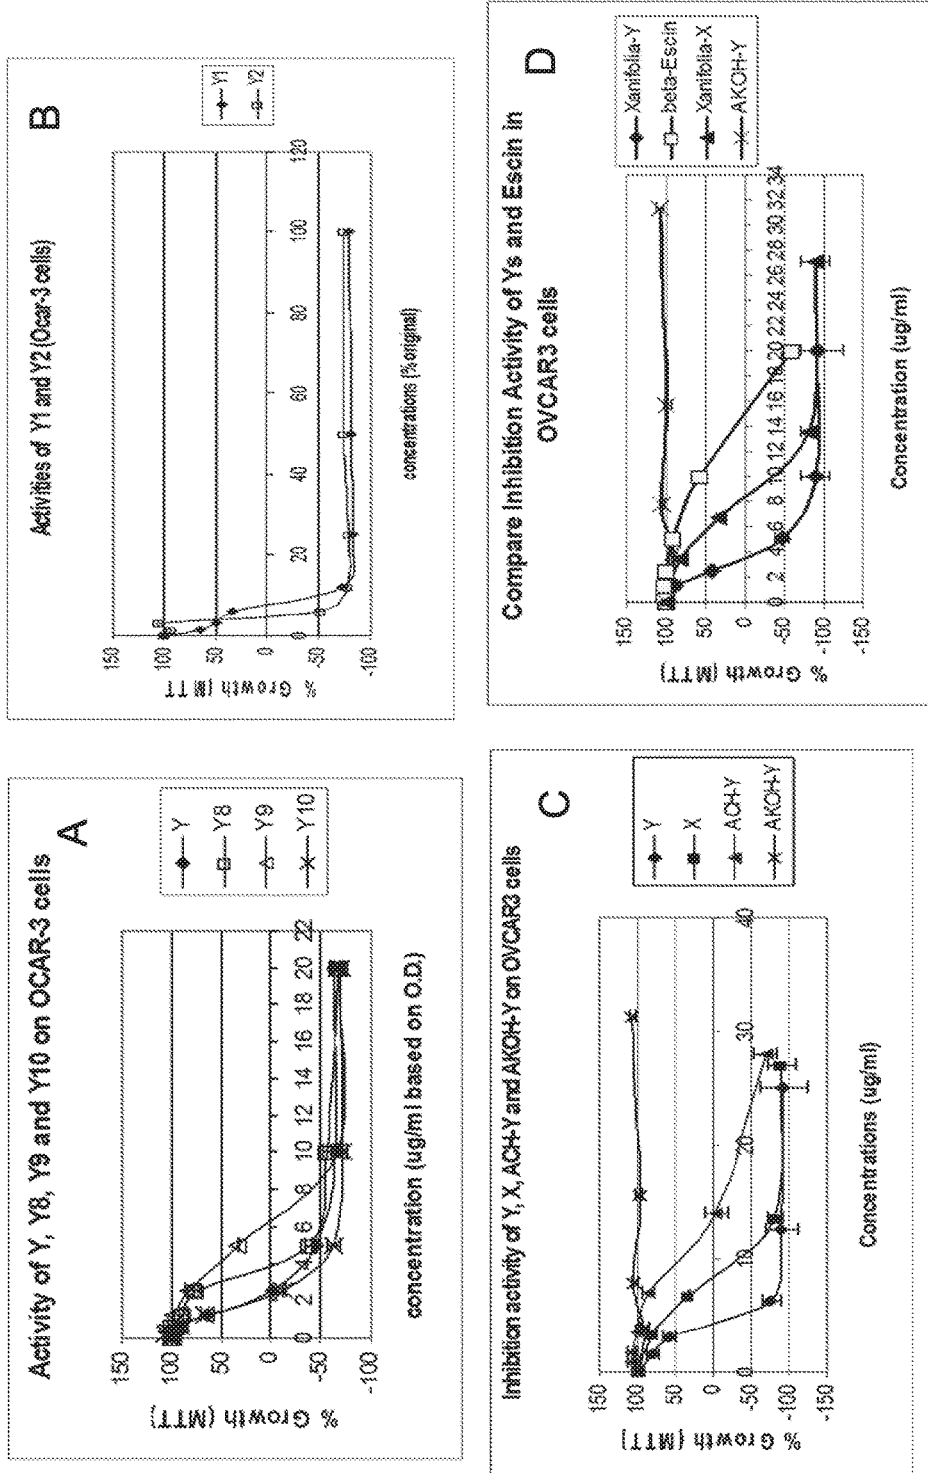 Activity of Y, Y8, Y9 and Y10 on OCAR-3 cells
A
Y
Y8
Y9
Y10
150
100
50
0
-50
-100
0
2
4
6
8
10
12
14
16
18
20
22
% Growth (MTT)
concentration (ug/ml based on O.D.)
Activities of Y1 and Y2 (Ocar-3 cells)
B
Y1
Y2
150
100
50
0
-50
-100
0
20
40
60
80
100
120
% Growth (MTT
concentrations (% original)
Inhibition activity of Y, X, ACH-Y and AKOH-Y on OVCAR3 cells
C
Y
X
ACH-Y
AKOH-Y
150
100
50
0
-50
-100
-150
0
10
20
30
40
% Growth (MTT)
Concentrations (ug/ml)
Compare Inhibition Activity of Ys and Escin in
OVCAR3 cells
D
Xanifolia-Y
beta-Escin
Xanifolia-X
AKOH-Y
150
100
50
0
-50
-100
-150
0
2
4
6
8
10
12
14
16
18
20
22
24
26
28
30
32
34
% Growth (MTT)
Concentration (ug/ml)